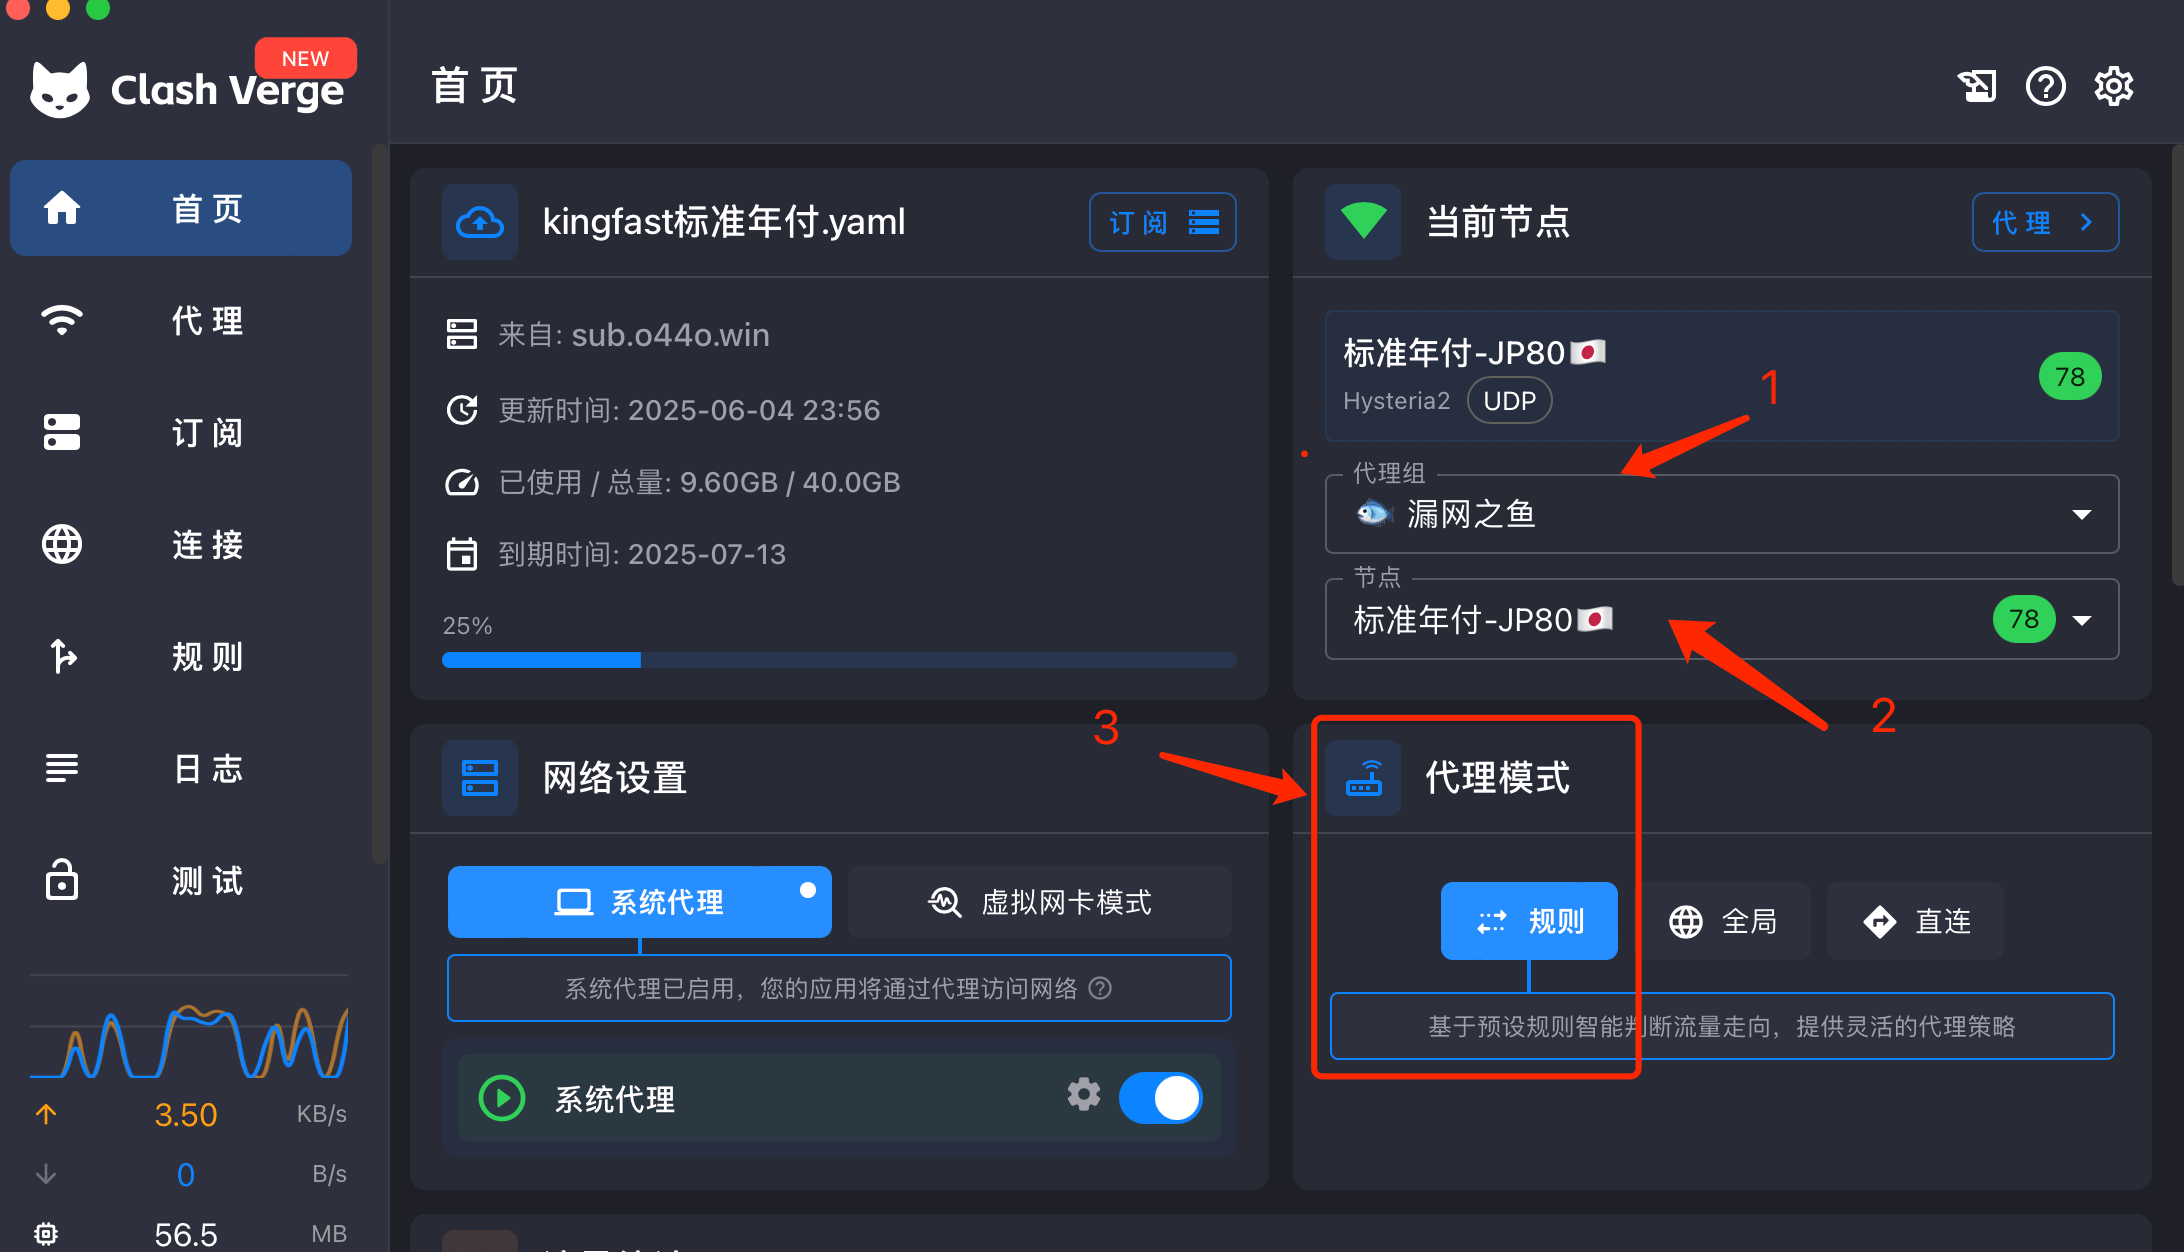 NEW
Clash Verge
首页
首页
代理
订阅
连接
规则
日志
测试
3.50 KB/s
0 B/s
56.5 MB
kingfast标准年付.yaml
订阅
来自: sub.o44o.win
更新时间: 2025-06-04 23:56
已使用 / 总量: 9.60GB / 40.0GB
到期时间: 2025-07-13
25%
当前节点
代理
标准年付-JP80🇯🇵
Hysteria2 UDP
78
1
代理组
🐟 漏网之鱼
节点
标准年付-JP80🇯🇵 78
2
3
网络设置
系统代理
虚拟网卡模式
系统代理已启用，您的应用将通过代理访问网络
系统代理
代理模式
规则
全局
直连
基于预设规则智能判断流量走向，提供灵活的代理策略